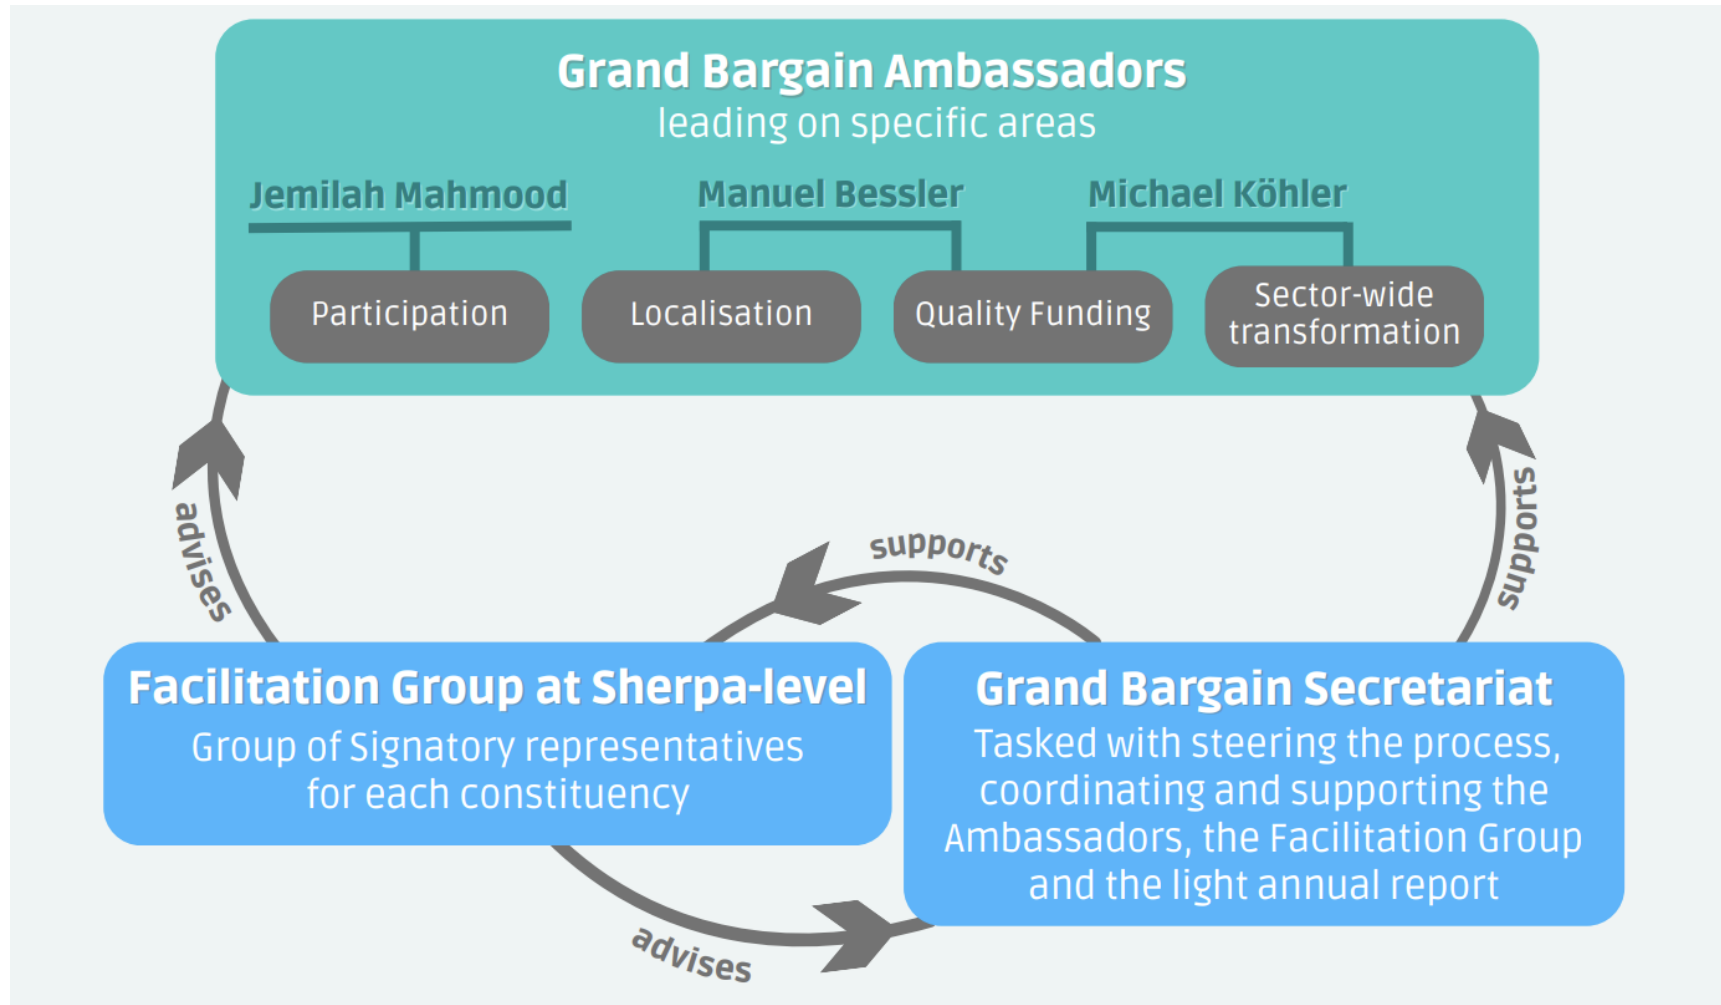 Grand Bargain Ambassadors
leading on specific areas
Jemilah Mahmood
Manuel Bessler
Michael Köhler
Participation
Localisation
Quality Funding
Sector-wide
transformation
advises
supports
supports
Facilitation Group at Sherpa-level
Group of Signatory representatives
for each constituency
Grand Bargain Secretariat
Tasked with steering the process,
coordinating and supporting the
Ambassadors, the Facilitation Group
and the light annual report
advises